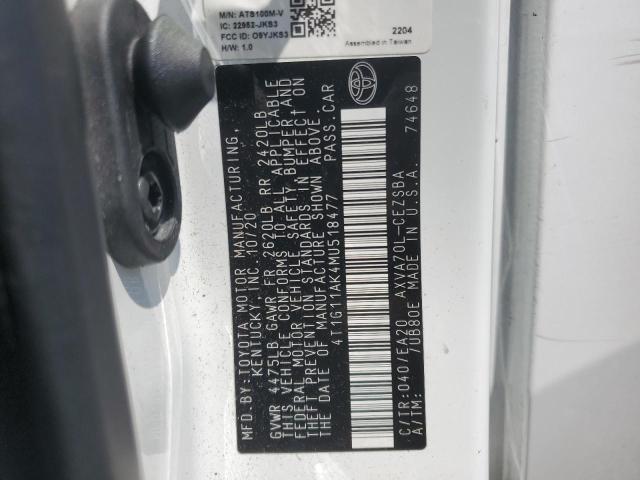 M/N: ATS100M-V
IC: 22952-JKS3
FCC ID: O9YJKS3
H/W: 1.0
2204
Assembled in Taiwan
MFD. BY:TOYOTA MOTOR MANUFACTURING,
KENTUCKY, INC. 10/20
GVWR 4475LB GAWR FR 2620LB RR 2420LB
THIS VEHICLE CONFORMS TO ALL APPLICABLE
FEDERAL MOTOR VEHICLE SAFETY, BUMPER, AND
THEFT PREVENTION STANDARDS IN EFFECT ON
THE DATE OF MANUFACTURE SHOWN ABOVE.
4T1G11AK4MU518477 PASS. CAR
C/TR:040/EA20 AXVA70L-CEZSBA
A/TM: /UB80E MADE IN U.S.A. 74648